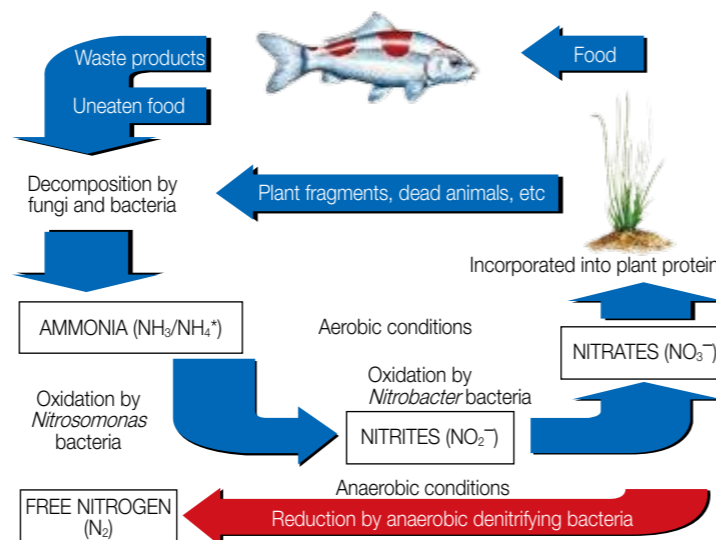 Waste products
Food
Uneaten food
Decomposition by
fungi and bacteria
Plant fragments, dead animals, etc
Incorporated into plant protein
AMMONIA (NH₃/NH₄*)
Aerobic conditions
NITRATES (NO₃⁻)
Oxidation by
Nitrosomonas
bacteria
Oxidation by
Nitrobacter bacteria
NITRITES (NO₂⁻)
Anaerobic conditions
FREE NITROGEN
(N₂)
Reduction by anaerobic denitrifying bacteria